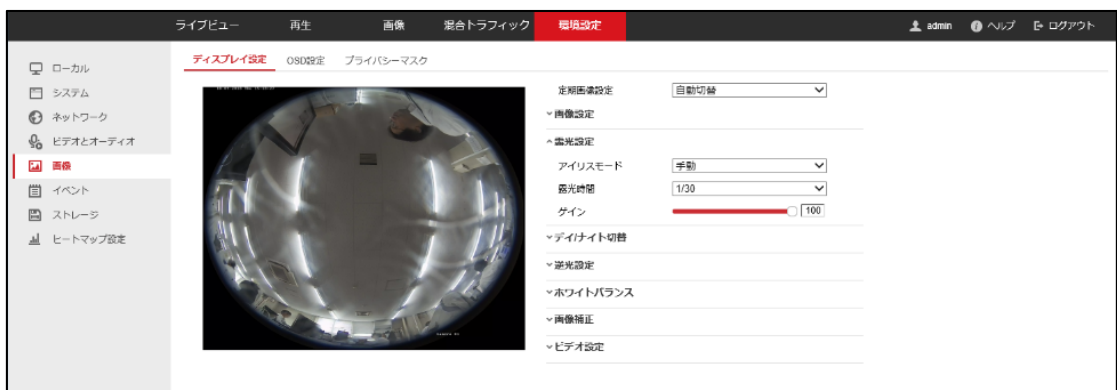 ライブビュー 再生 画像 混合トラフィック 環境設定 admin ヘルプ ログアウト
ローカル
システム
ネットワーク
ビデオとオーディオ
画像
イベント
ストレージ
ヒートマップ設定
ディスプレイ設定 OSD設定 プライバシーマスク
定期画像設定 自動切替
画像設定
露光設定
アイリスモード 手動
露光時間 1/30
ゲイン 100
デイ/ナイト切替
逆光設定
ホワイトバランス
画像補正
ビデオ設定